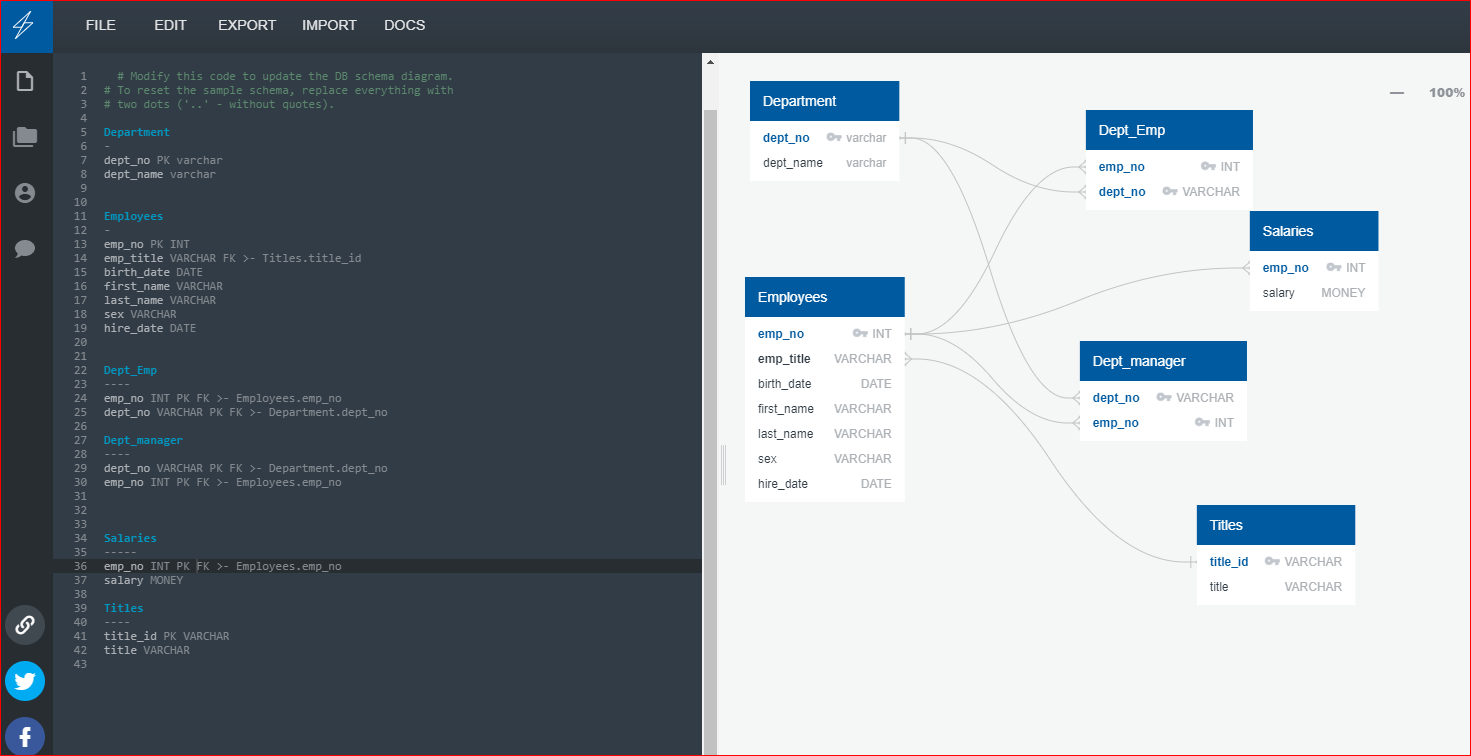 FILE EDIT EXPORT IMPORT DOCS
1 # Modify this code to update the DB schema diagram.
2 # To reset the sample schema, replace everything with
3 # two dots ('..' - without quotes).
4
5 Department
6 -
7 dept_no PK varchar
8 dept_name varchar
9
10
11 Employees
12 -
13 emp_no PK INT
14 emp_title VARCHAR FK >- Titles.title_id
15 birth_date DATE
16 first_name VARCHAR
17 last_name VARCHAR
18 sex VARCHAR
19 hire_date DATE
20
21
22 Dept_Emp
23 ----
24 emp_no INT PK FK >- Employees.emp_no
25 dept_no VARCHAR PK FK >- Department.dept_no
26
27 Dept_manager
28 ----
29 dept_no VARCHAR PK FK >- Department.dept_no
30 emp_no INT PK FK >- Employees.emp_no
31
32
33
34 Salaries
35 -----
36 emp_no INT PK FK >- Employees.emp_no
37 salary MONEY
38
39 Titles
40 ----
41 title_id PK VARCHAR
42 title VARCHAR
43
100%
Department
dept_no varchar
dept_name varchar
Dept_Emp
emp_no INT
dept_no VARCHAR
Salaries
emp_no INT
salary MONEY
Employees
emp_no INT
emp_title VARCHAR
birth_date DATE
first_name VARCHAR
last_name VARCHAR
sex VARCHAR
hire_date DATE
Dept_manager
dept_no VARCHAR
emp_no INT
Titles
title_id VARCHAR
title VARCHAR